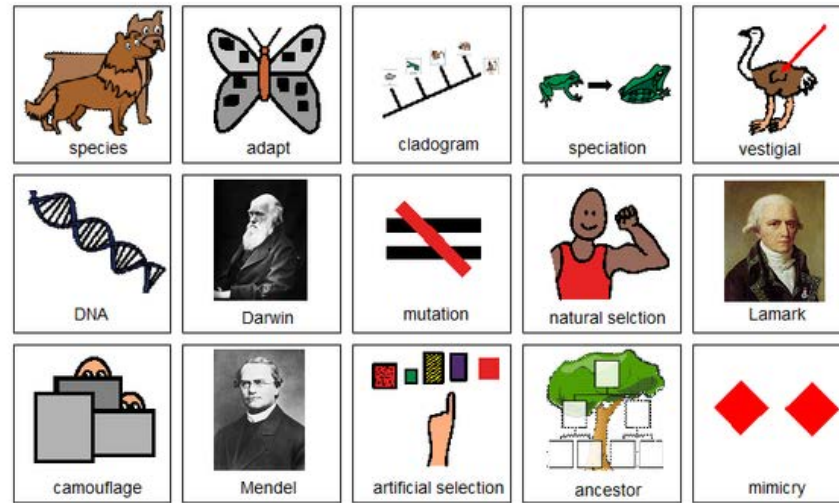 species
adapt
cladogram
speciation
vestigial
DNA
Darwin
mutation
natural selction
Lamark
camouflage
Mendel
artificial selection
ancestor
mimicry